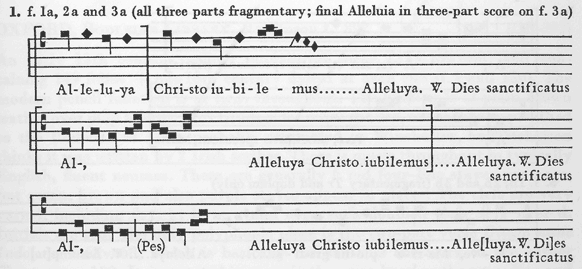 1. f. 1a, 2a and 3a (all three parts fragmentary; final Alleluia in three-part score on f. 3a)
Al-le-lu-ya Chri-sto iu-bi-le - mus....... Alleluya. V. Dies sanctificatus
Al-, Alleluya Christo iubilemus]....Alleluya. V. Dies
sanctificatus
Al-, (Pes) Alleluya Christo iubilemus....Alle[luya. V. Di]es
sanctificatus